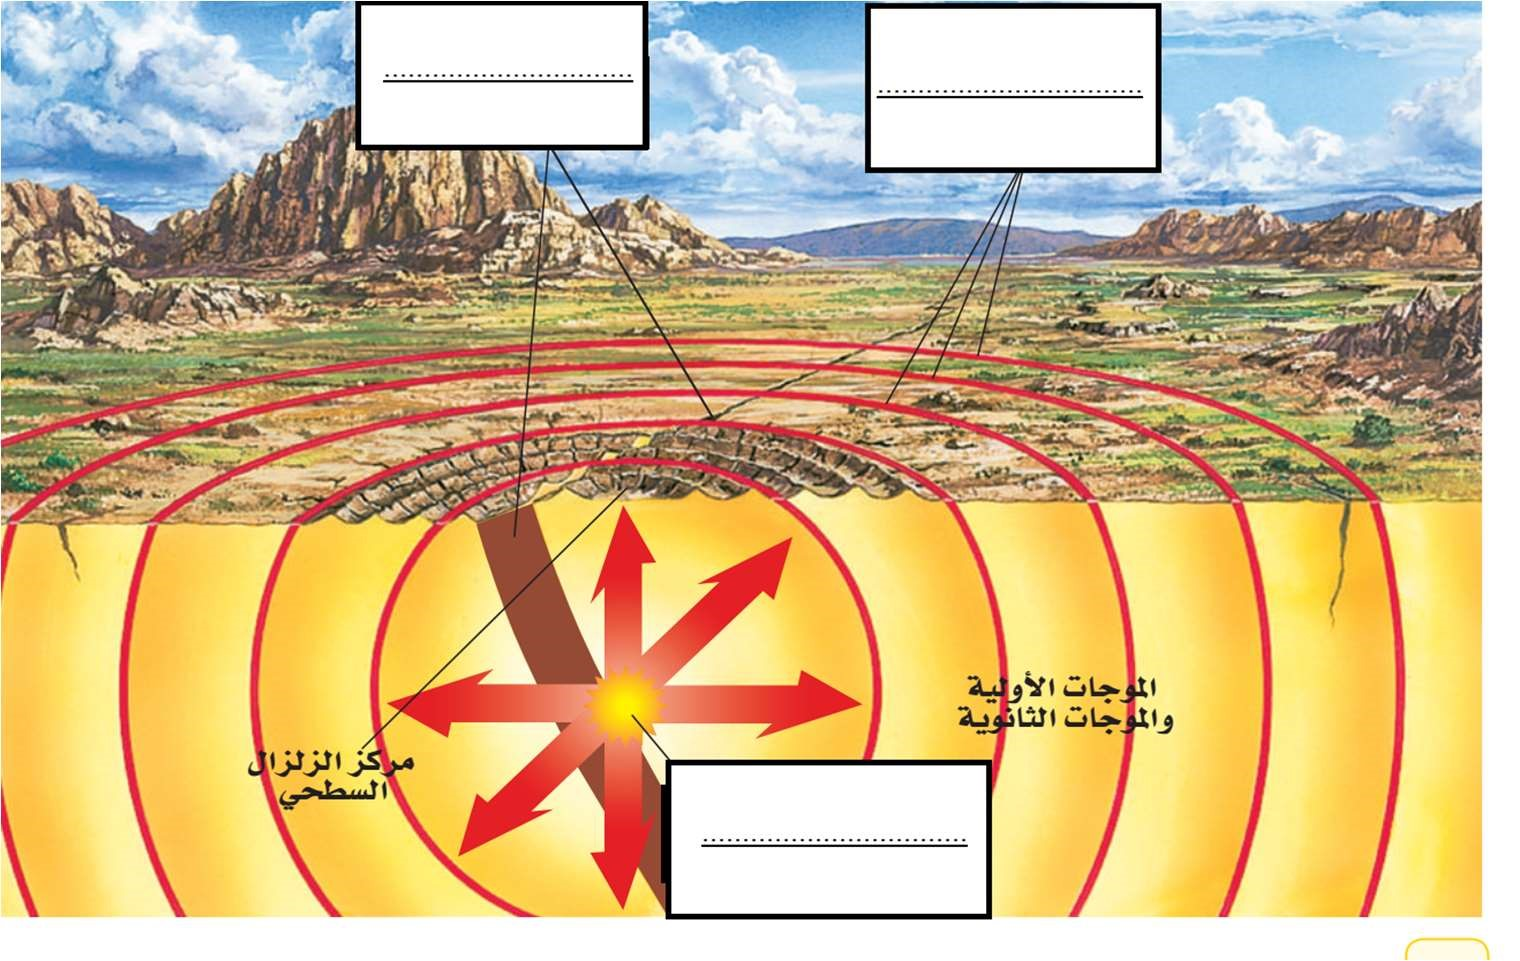 الموجات الأولية
والموجات الثانوية
مركز الزلزال
السطحي